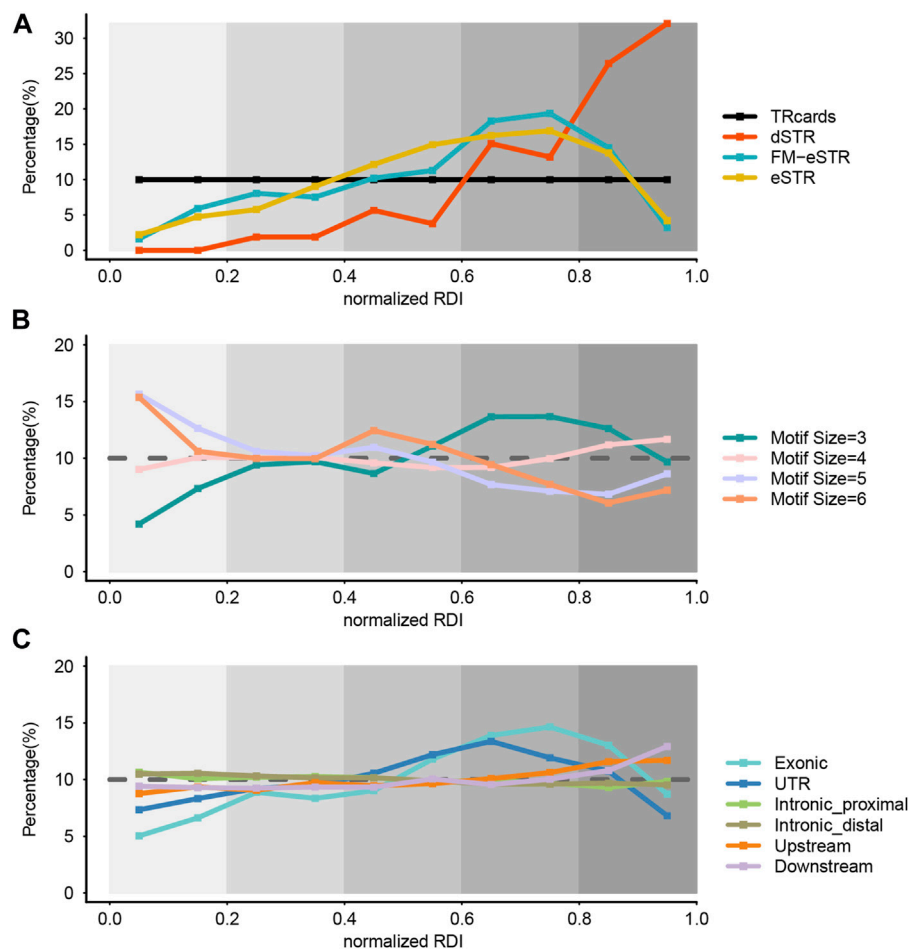 A
Percentage(%)
30
25
20
15
10
5
0
0.0 0.2 0.4 0.6 0.8 1.0
normalized RDI
TRcards
dSTR
FM-eSTR
eSTR
B
Percentage(%)
20
15
10
5
0
0.0 0.2 0.4 0.6 0.8 1.0
normalized RDI
Motif Size=3
Motif Size=4
Motif Size=5
Motif Size=6
C
Percentage(%)
20
15
10
5
0
0.0 0.2 0.4 0.6 0.8 1.0
normalized RDI
Exonic
UTR
Intronic_proximal
Intronic_distal
Upstream
Downstream